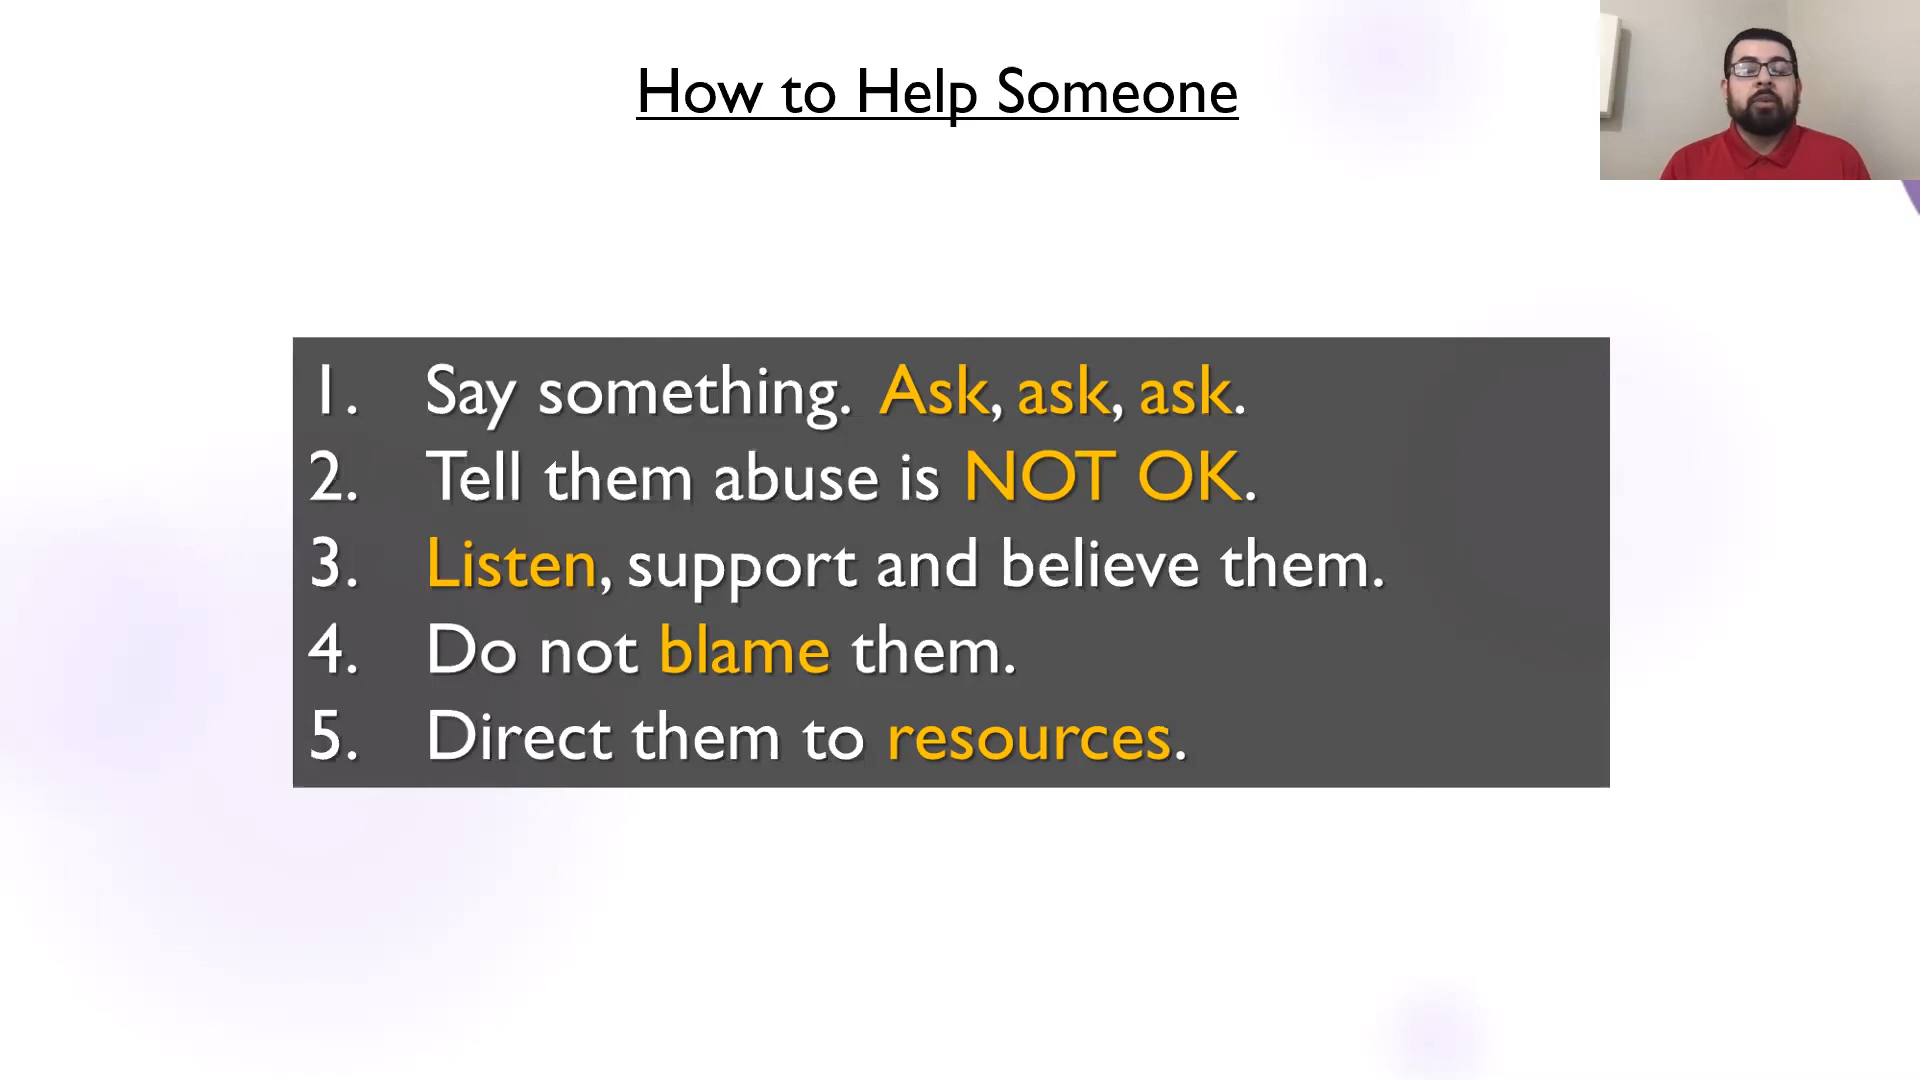 How to Help Someone
1. Say something. Ask, ask, ask.
2. Tell them abuse is NOT OK.
3. Listen, support and believe them.
4. Do not blame them.
5. Direct them to resources.